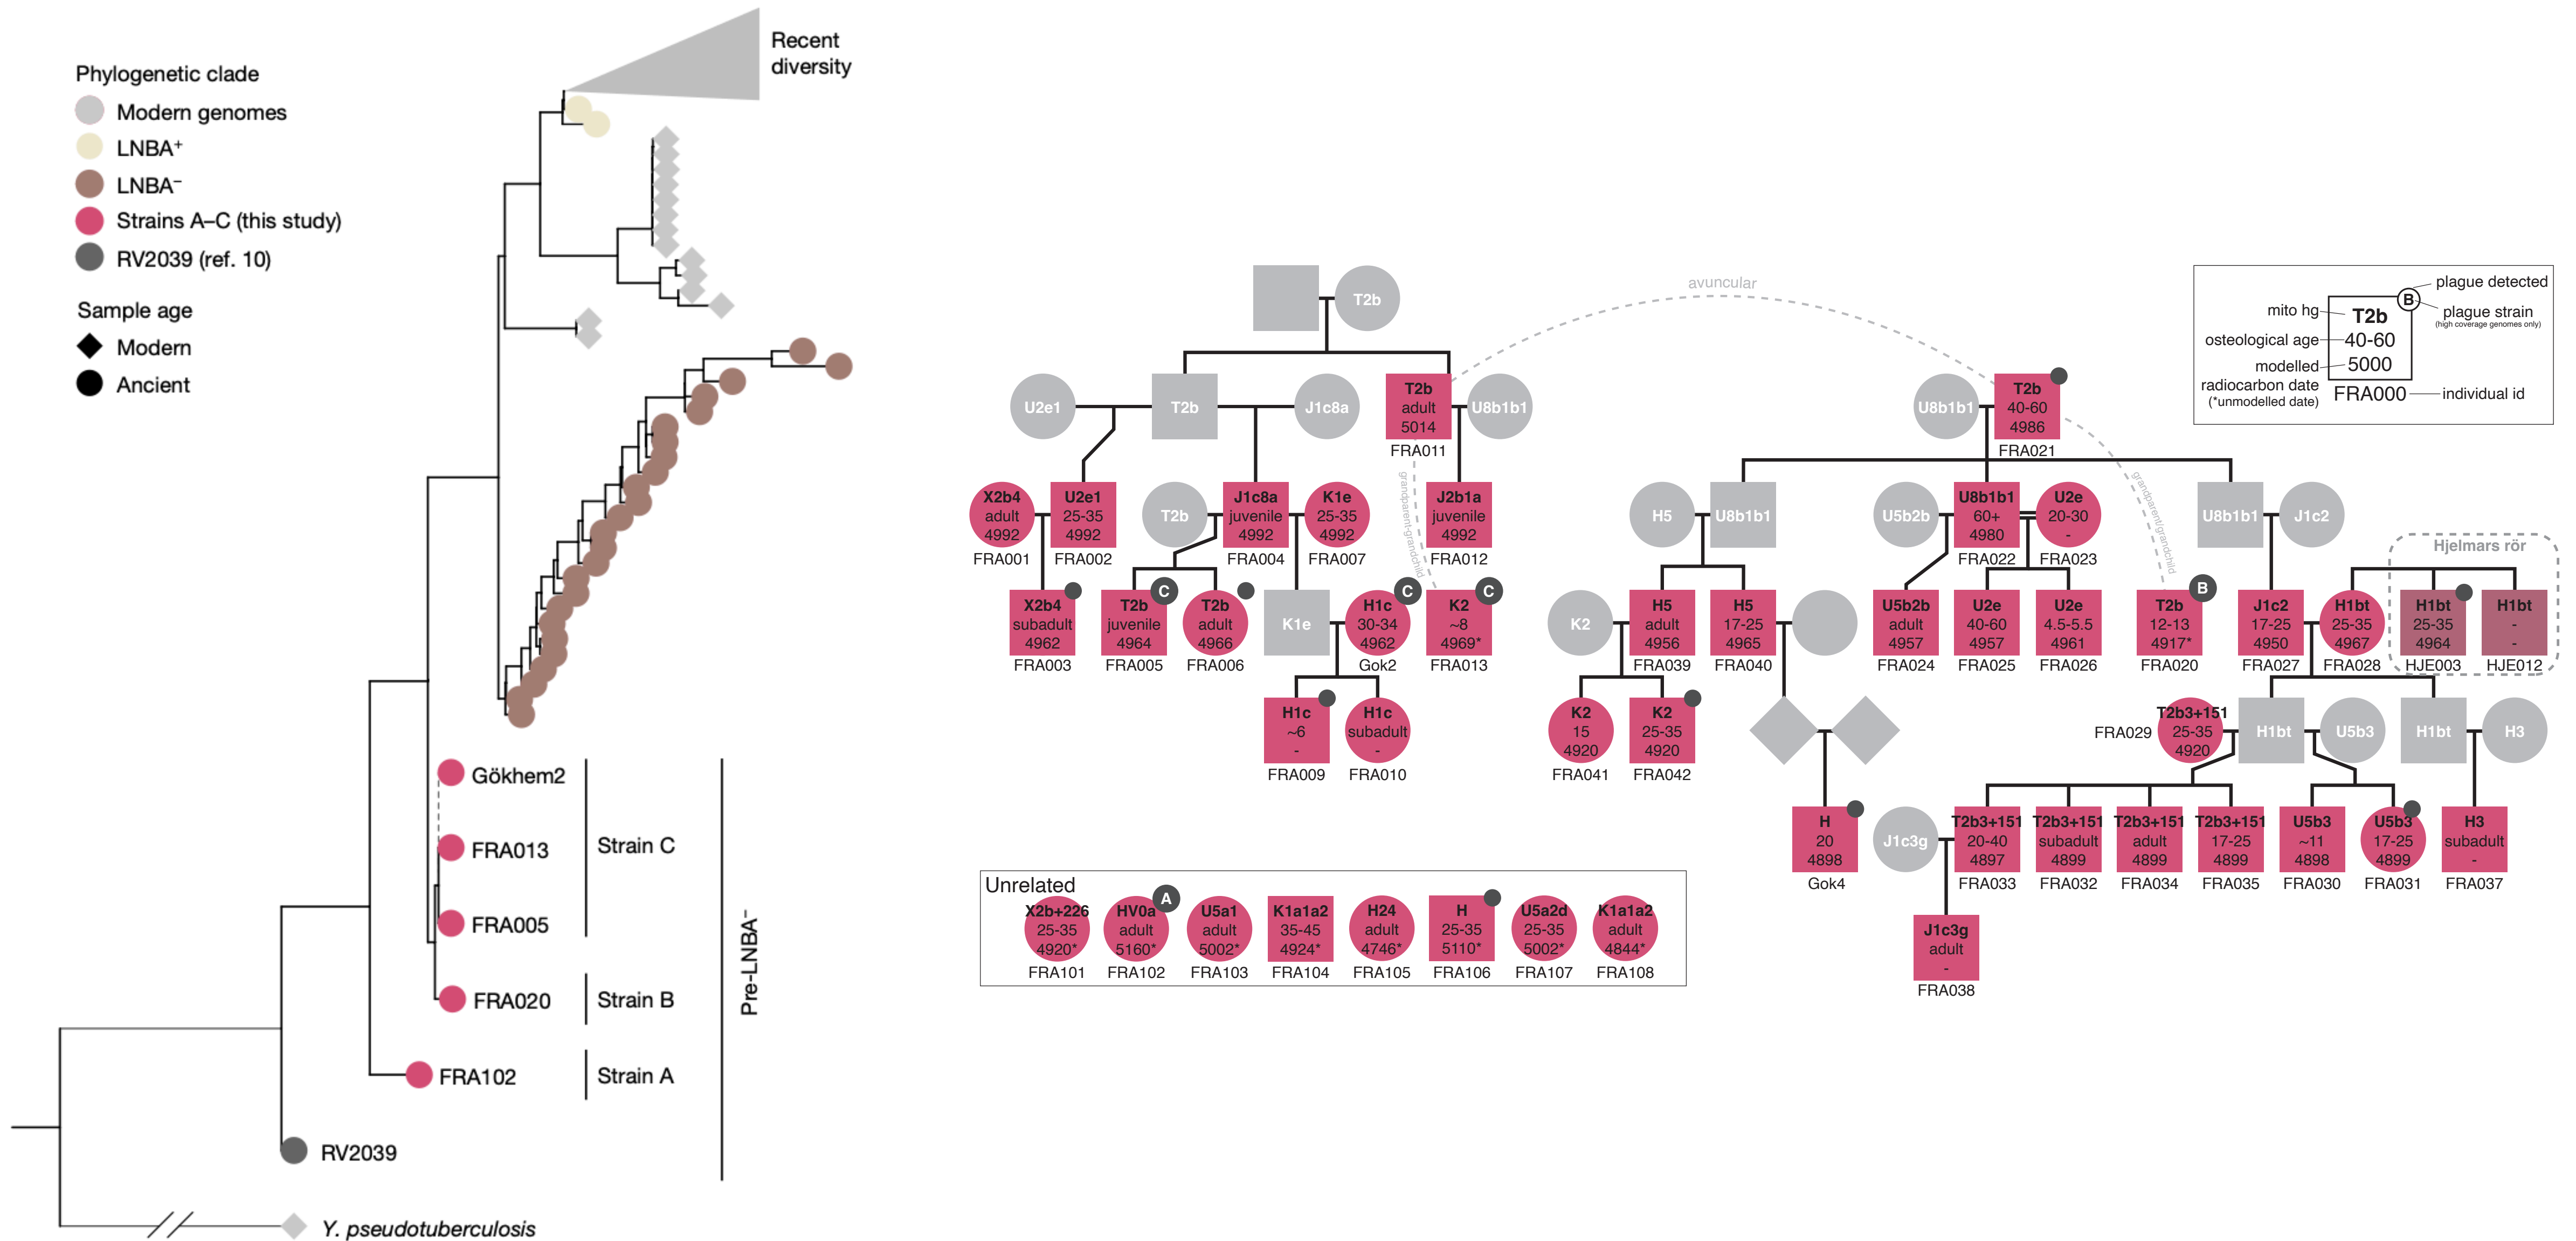 Phylogenetic clade
Modern genomes
LNBA⁺
LNBA⁻
Strains A–C (this study)
RV2039 (ref. 10)
Sample age
Modern
Ancient
Recent
diversity
Gökhem2
FRA013
FRA005
FRA020
FRA102
RV2039
Y. pseudotuberculosis
Strain C
Strain B
Strain A
Pre-LNBA⁻
avuncular
T2b
U2e1
T2b
J1c8a
T2b
adult
5014
FRA011
U8b1b1
U8b1b1
T2b
40-60
4986
FRA021
grandparent-grandchild
grandparent/grandchild
X2b4
adult
4992
FRA001
U2e1
25-35
4992
FRA002
T2b
J1c8a
juvenile
4992
FRA004
K1e
25-35
4992
FRA007
J2b1a
juvenile
4992
FRA012
H5
U8b1b1
U5b2b
U8b1b1
60+
4980
FRA022
U2e
20-30
-
FRA023
U8b1b1
J1c2
Hjelmars rör
X2b4
subadult
4962
FRA003
C
T2b
juvenile
4964
FRA005
T2b
adult
4966
FRA006
K1e
C
H1c
30-34
4962
Gok2
C
K2
~8
4969*
FRA013
K2
H5
adult
4956
FRA039
H5
17-25
4965
FRA040
U5b2b
adult
4957
FRA024
U2e
40-60
4957
FRA025
U2e
4.5-5.5
4961
FRA026
B
T2b
12-13
4917*
FRA020
J1c2
17-25
4950
FRA027
H1bt
25-35
4967
FRA028
H1bt
25-35
4964
HJE003
H1bt
-
-
HJE012
H1c
~6
-
FRA009
H1c
subadult
-
FRA010
K2
15
4920
FRA041
K2
25-35
4920
FRA042
FRA029
T2b3+151
25-35
4920
H1bt
U5b3
H1bt
H3
H
20
4898
Gok4
J1c3g
T2b3+151
20-40
4897
FRA033
T2b3+151
subadult
4899
FRA032
T2b3+151
adult
4899
FRA034
T2b3+151
17-25
4899
FRA035
U5b3
~11
4898
FRA030
U5b3
17-25
4899
FRA031
H3
subadult
-
FRA037
J1c3g
adult
-
FRA038
Unrelated
X2b+226
25-35
4920*
FRA101
A
HV0a
adult
5160*
FRA102
U5a1
adult
5002*
FRA103
K1a1a2
35-45
4924*
FRA104
H24
adult
4746*
FRA105
H
25-35
5110*
FRA106
U5a2d
25-35
5002*
FRA107
K1a1a2
adult
4844*
FRA108
plague detected
B
plague strain
(high coverage genomes only)
mito hg
T2b
osteological age
40-60
modelled
radiocarbon date
(*unmodelled date)
5000
FRA000
individual id